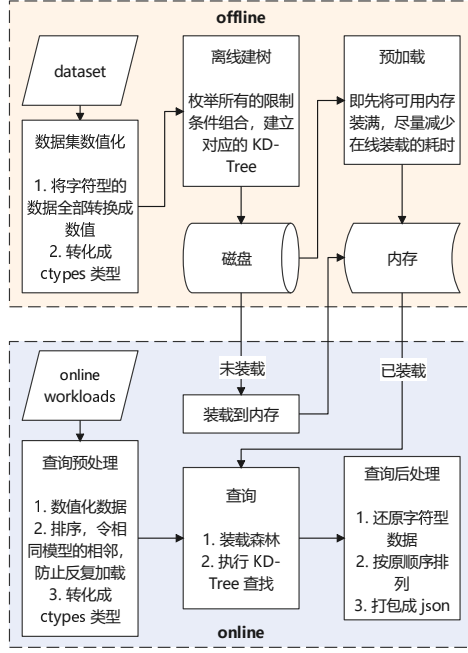 offline
dataset
数据集数值化
1. 将字符型的
数据全部转换成
数值
2. 转化成
ctypes 类型
离线建树
枚举所有的限制
条件组合，建立
对应的 KD-
Tree
预加载
即先将可用内存
装满，尽量减少
在线装载的耗时
磁盘
内存
未装载
已装载
online
workloads
装载到内存
查询预处理
1. 数值化数据
2. 排序，令相
同模型的相邻，
防止反复加载
3. 转化成
ctypes 类型
查询
1. 装载森林
2. 执行 KD-
Tree 查找
查询后处理
1. 还原字符型
数据
2. 按原顺序排
列
3. 打包成 json
online